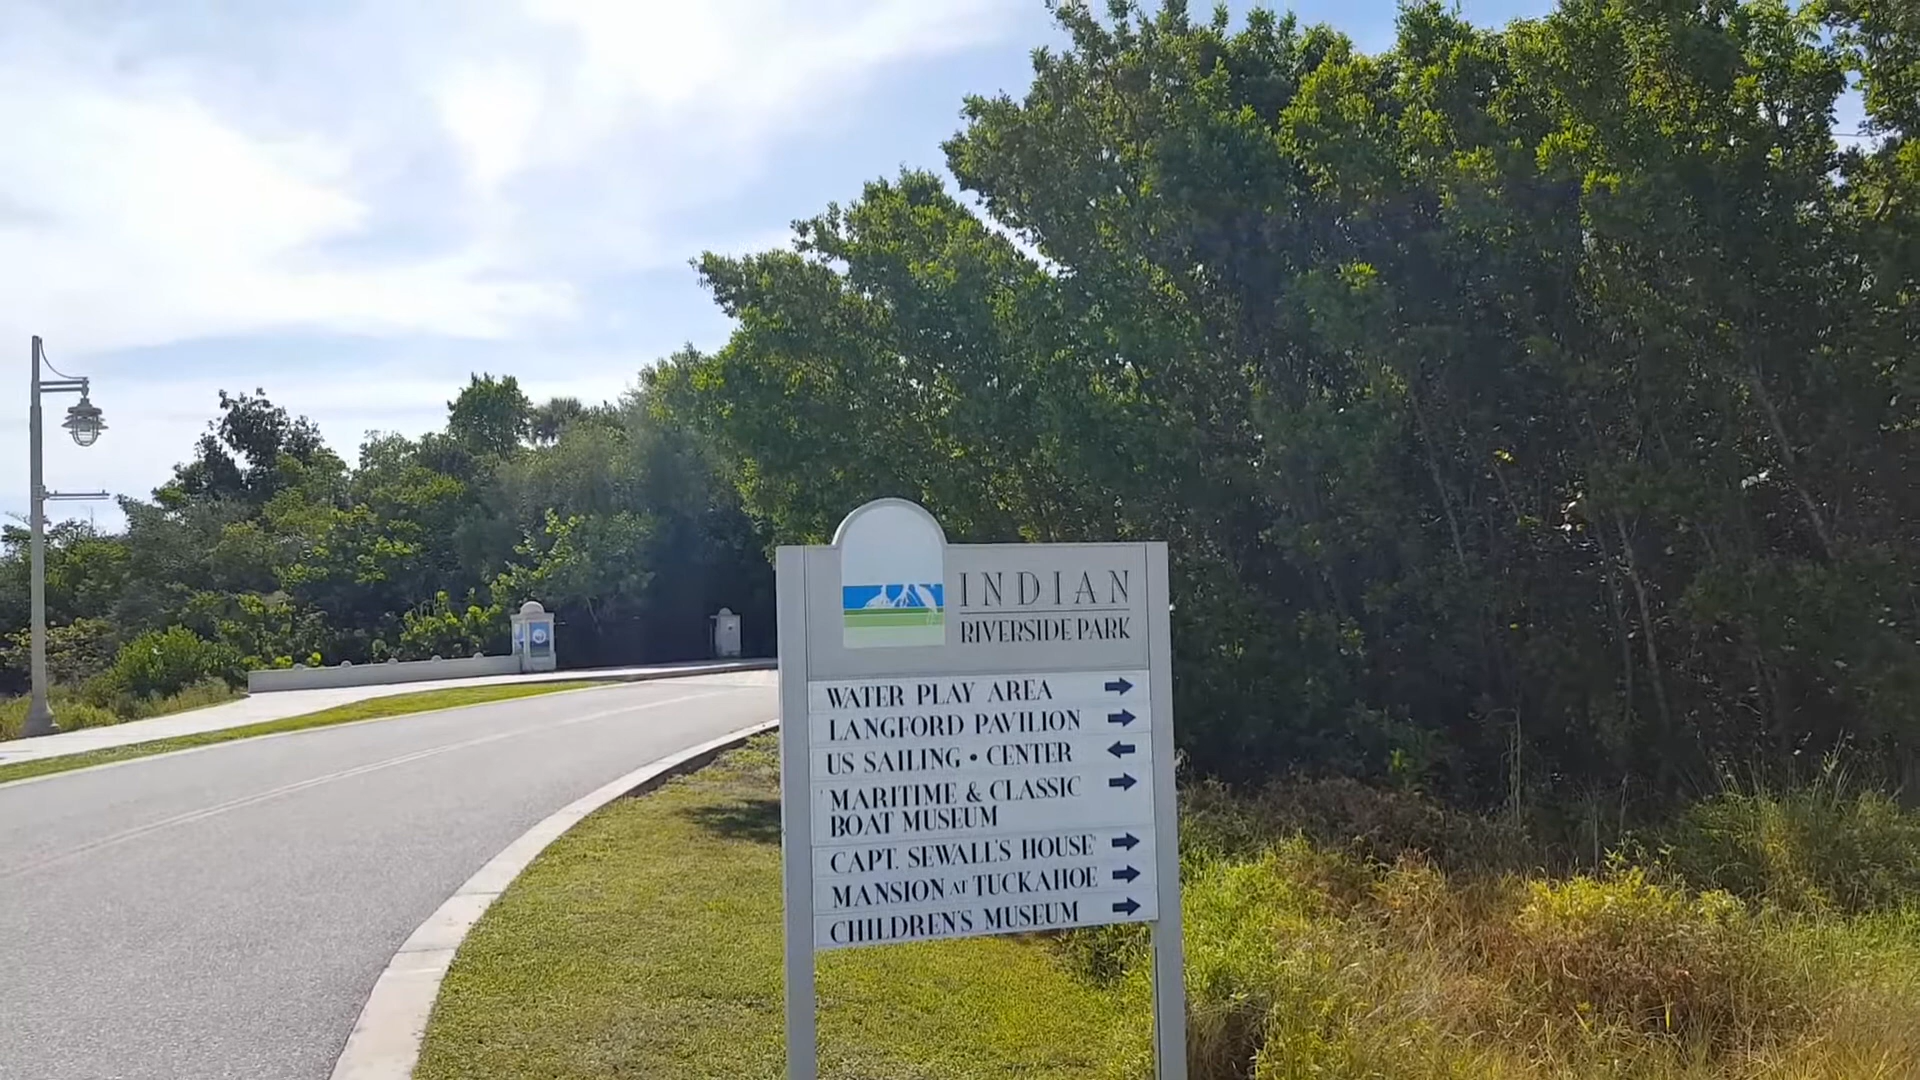 INDIAN
RIVERSIDE PARK
WATER PLAY AREA
LANGFORD PAVILION
US SAILING • CENTER
MARITIME & CLASSIC
BOAT MUSEUM
CAPT. SEWALL'S HOUSE
MANSION AT TUCKAHOE
CHILDREN'S MUSEUM